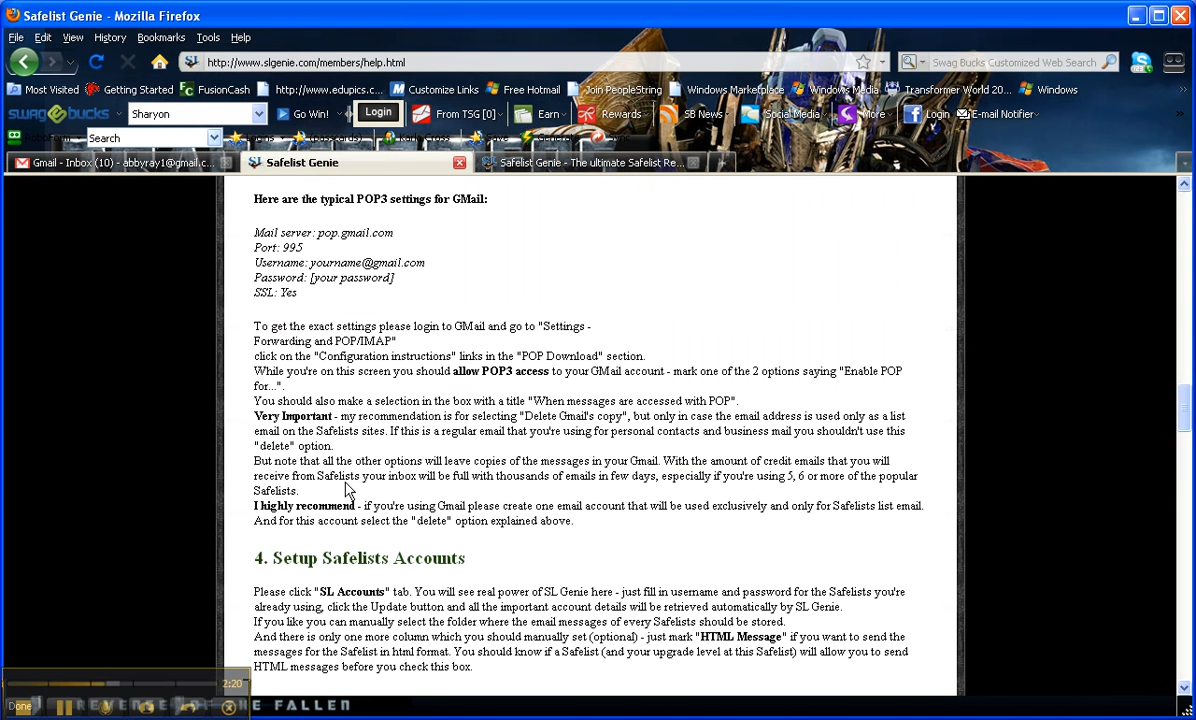 Safelist Genie - Mozilla Firefox
File Edit View History Bookmarks Tools Help
http://www.slgenie.com/members/help.html
Swag Bucks Customized Web Search
Most Visited Getting Started FusionCash http://www.edupics.c... Customize Links Free Hotmail Join PeopleString Windows Marketplace Windows Media Transformer World 20... Windows
swagbucks Sharyon Go Win! Login From TSG [0] Earn Rewards SB News Social Media More Login E-mail Notifier
Search (passcards) Save Sync
Gmail - Inbox (10) - abbyray1@gmail.c... Safelist Genie Safelist Genie - The ultimate Safelist Re...
Here are the typical POP3 settings for GMail:
Mail server: pop.gmail.com
Port: 995
Username: yourname@gmail.com
Password: [your password]
SSL: Yes
To get the exact settings please login to GMail and go to "Settings -
Forwarding and POP/IMAP"
click on the "Configuration instructions" links in the "POP Download" section.
While you're on this screen you should allow POP3 access to your GMail account - mark one of the 2 options saying "Enable POP
for...".
You should also make a selection in the box with a title "When messages are accessed with POP".
Very Important - my recommendation is for selecting "Delete Gmail's copy", but only in case the email address is used only as a list
email on the Safelists sites. If this is a regular email that you're using for personal contacts and business mail you shouldn't use this
"delete" option.
But note that all the other options will leave copies of the messages in your Gmail. With the amount of credit emails that you will
receive from Safelists your inbox will be full with thousands of emails in few days, especially if you're using 5, 6 or more of the popular
Safelists.
I highly recommend - if you're using Gmail please create one email account that will be used exclusively and only for Safelists list email.
And for this account select the "delete" option explained above.
4. Setup Safelists Accounts
Please click "SL Accounts" tab. You will see real power of SL Genie here - just fill in username and password for the Safelists you're
already using, click the Update button and all the important account details will be retrieved automatically by SL Genie.
If you like you can manually select the folder where the email messages of every Safelists should be stored.
And there is only one more column which you should manually set (optional) - just mark "HTML Message" if you want to send the
messages for the Safelist in html format. You should know if a Safelist (and your upgrade level at this Safelist) will allow you to send
HTML messages before you check this box.
2:20
Done
REVENGE OF THE FALLEN